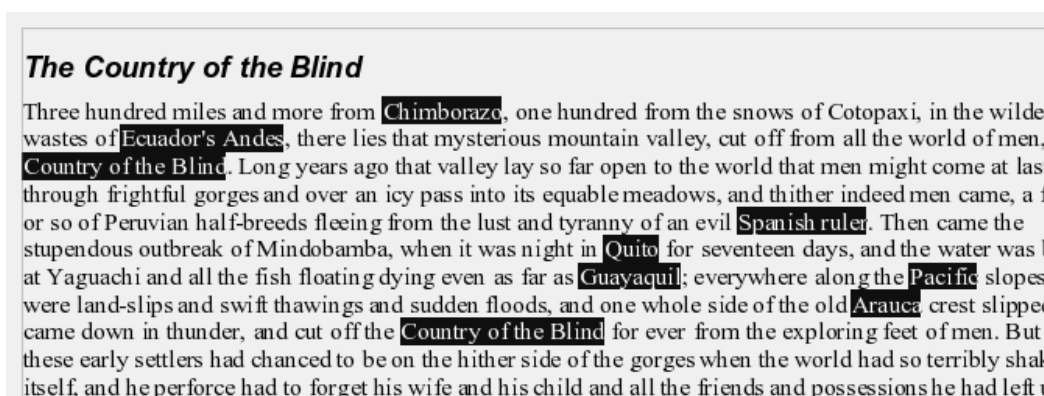 The Country of the Blind
Three hundred miles and more from Chimborazo, one hundred from the snows of Cotopaxi, in the wilde
wastes of Ecuador's Andes, there lies that mysterious mountain valley, cut off from all the world of men,
Country of the Blind. Long years ago that valley lay so far open to the world that men might come at las
through frightful gorges and over an icy pass into its equable meadows, and thither indeed men came, a f
or so of Peruvian half-breeds fleeing from the lust and tyranny of an evil Spanish ruler. Then came the
stupendous outbreak of Mindobamba, when it was night in Quito for seventeen days, and the water was b
at Yaguachi and all the fish floating dying even as far as Guayaquil; everywhere along the Pacific slopes
were land-slips and swift thawings and sudden floods, and one whole side of the old Arauca crest slipped
came down in thunder, and cut off the Country of the Blind for ever from the exploring feet of men. But
these early settlers had chanced to be on the hither side of the gorges when the world had so terribly shak
itself, and he perforce had to forget his wife and his child and all the friends and possessions he had left u